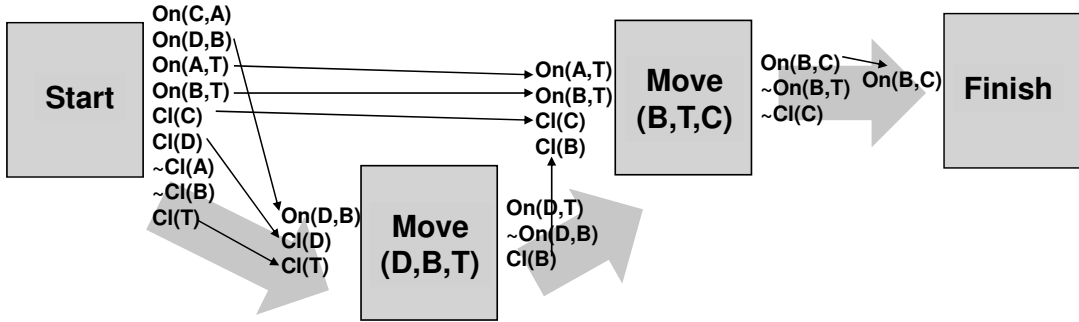 Start
On(C,A)
On(D,B)
On(A,T)
On(B,T)
Cl(C)
Cl(D)
~Cl(A)
~Cl(B)
Cl(T)
On(D,B)
Cl(D)
Cl(T)
Move
(D,B,T)
On(D,T)
~On(D,B)
Cl(B)
On(A,T)
On(B,T)
Cl(C)
Cl(B)
Move
(B,T,C)
On(B,C)
~On(B,T)
~Cl(C)
On(B,C)
Finish